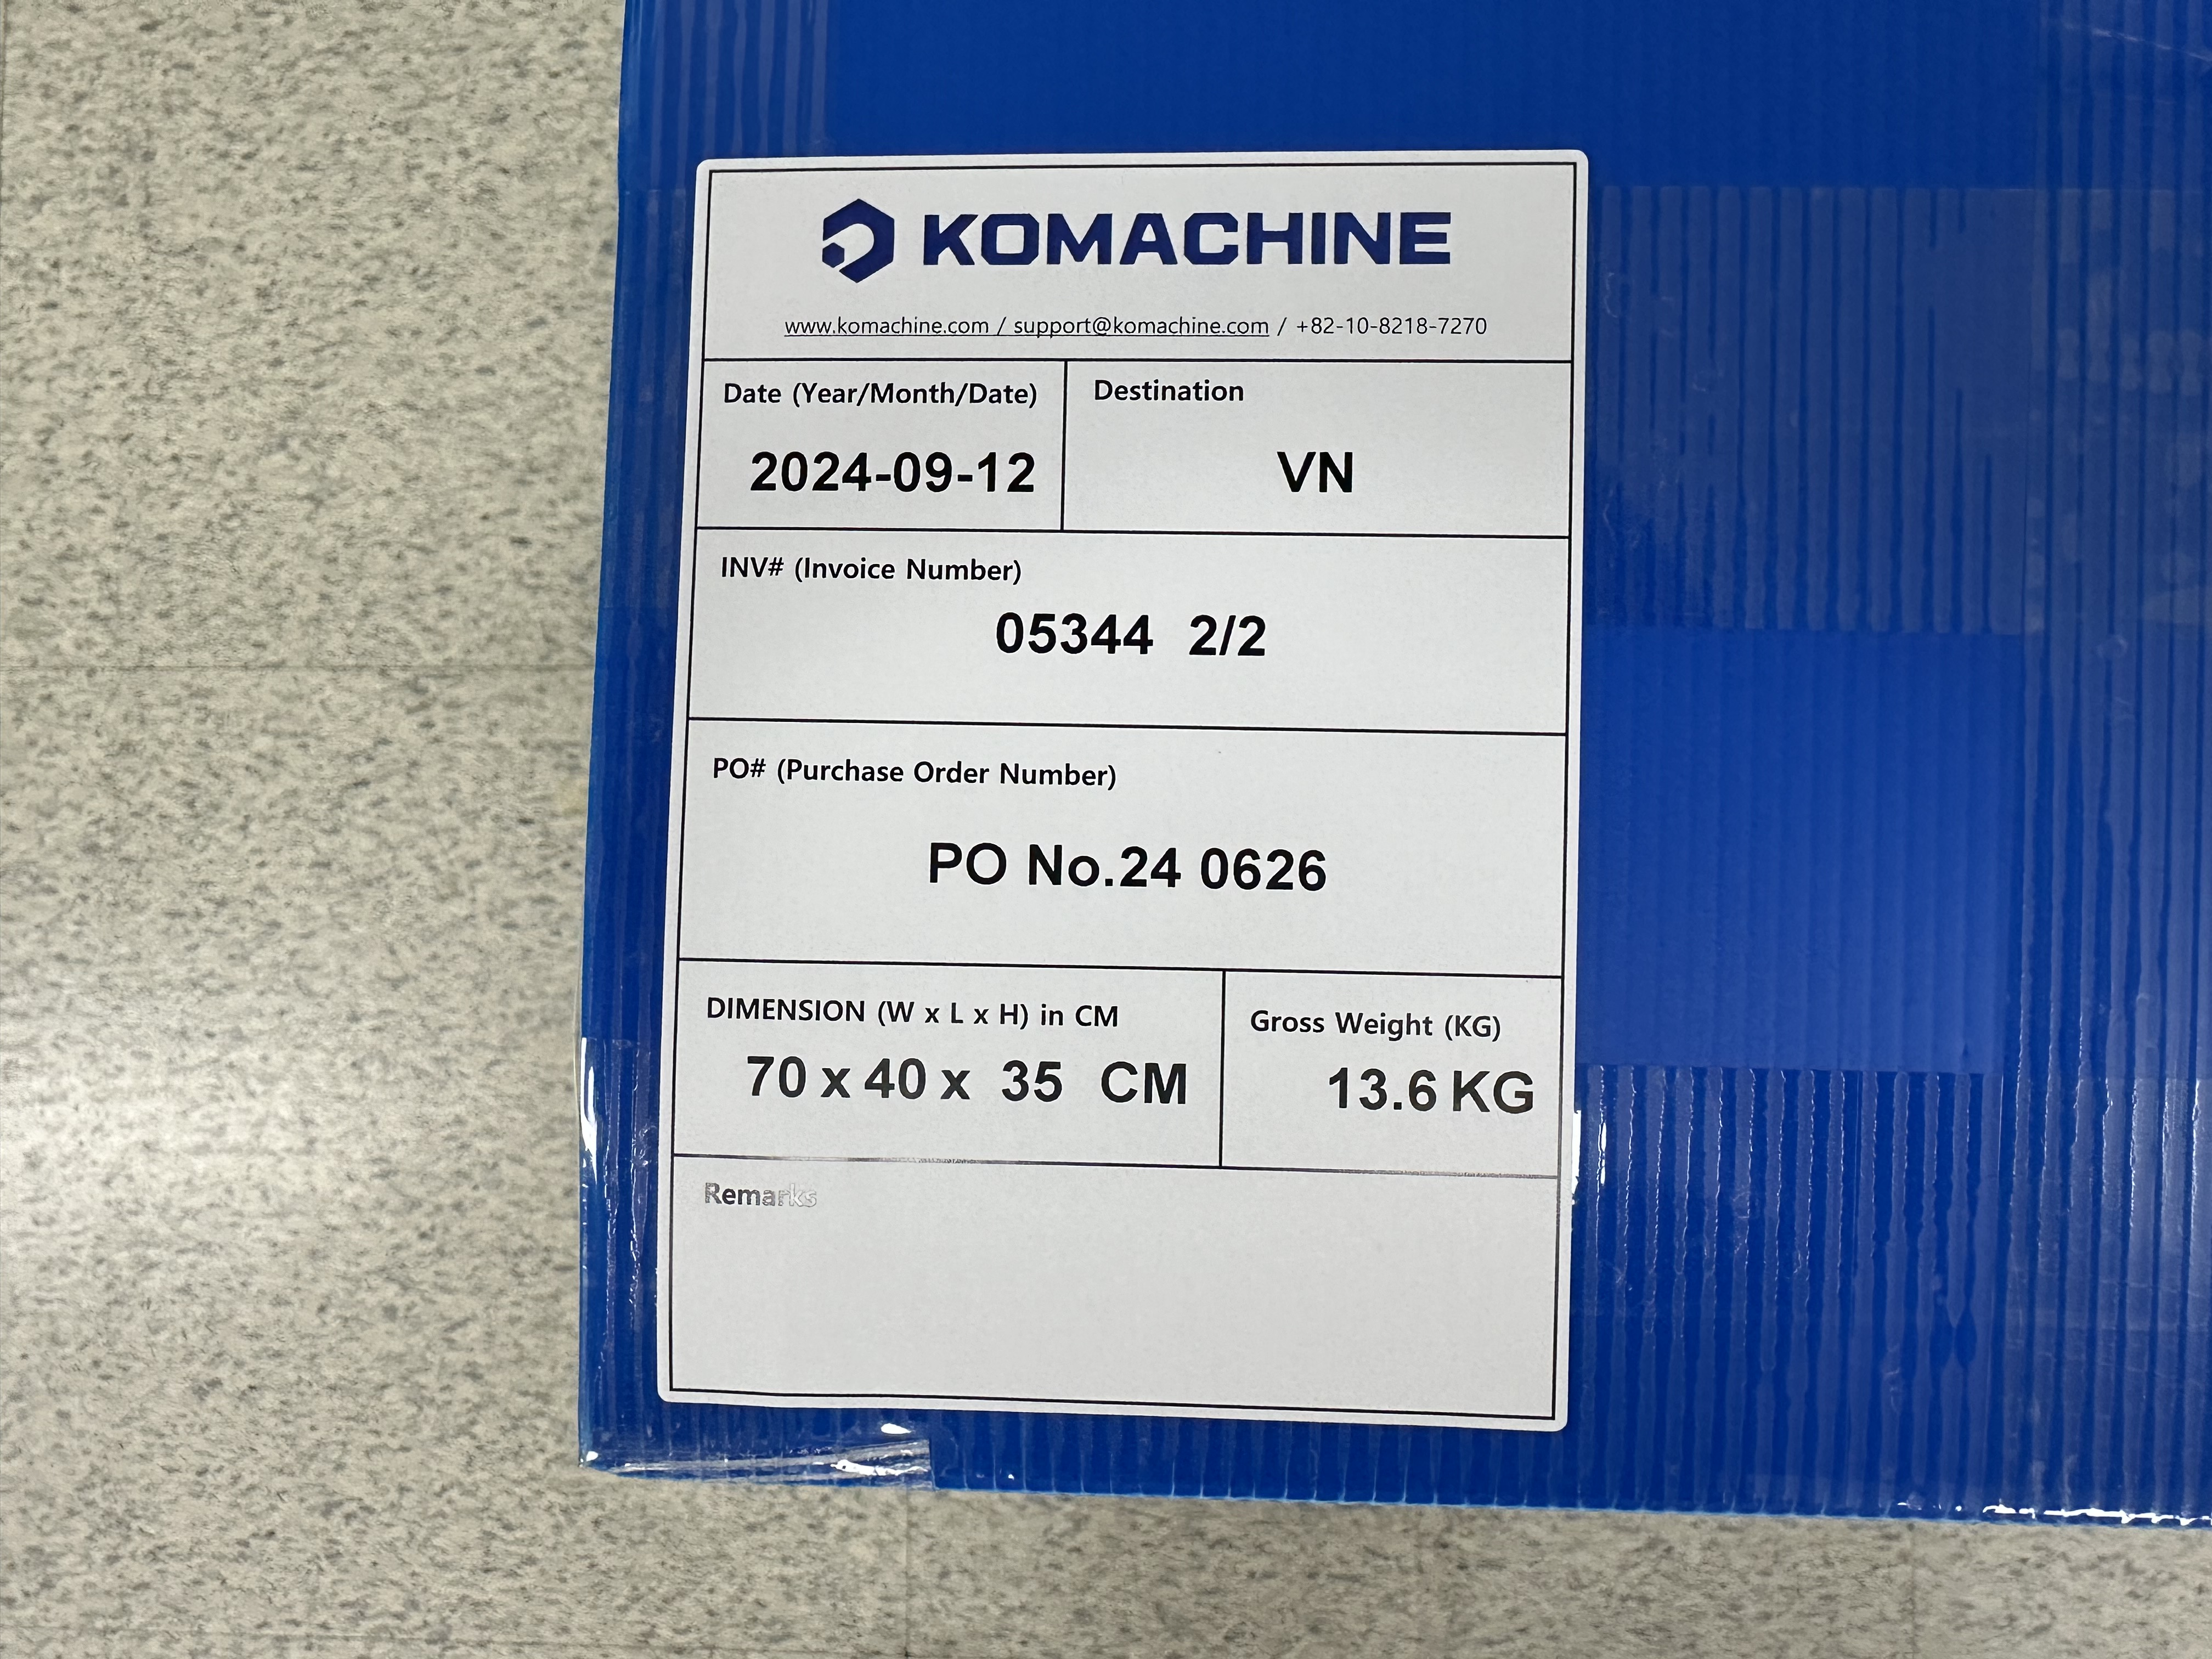 KOMACHINE
www.komachine.com / support@komachine.com / +82-10-8218-7270
Date (Year/Month/Date)
2024-09-12
Destination
VN
INV# (Invoice Number)
05344 2/2
PO# (Purchase Order Number)
PO No.24 0626
DIMENSION (W x L x H) in CM
70 x 40 x 35 CM
Gross Weight (KG)
13.6 KG
Remarks